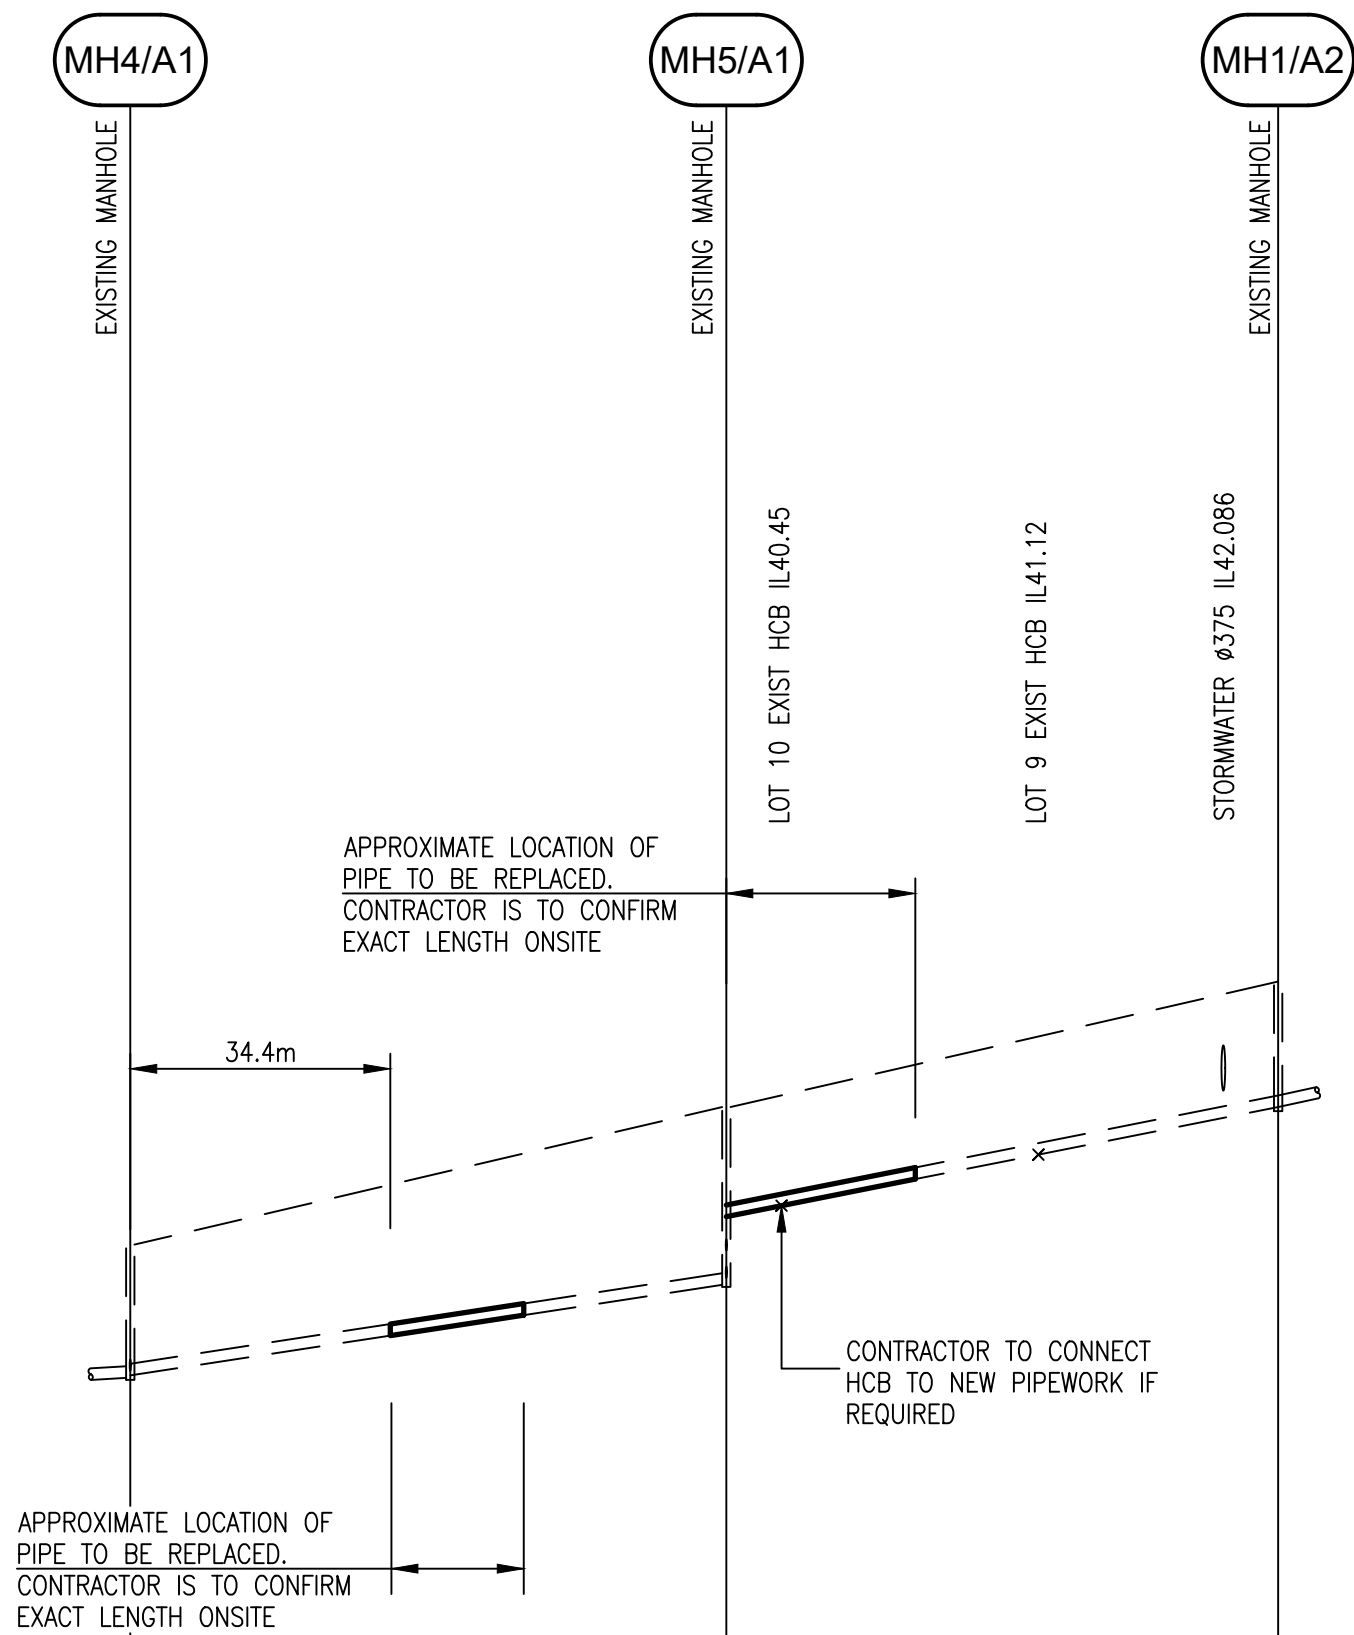 MH4/A1
MH5/A1
MH1/A2
EXISTING MANHOLE
EXISTING MANHOLE
EXISTING MANHOLE
LOT 10 EXIST HCB IL40.45
LOT 9 EXIST HCB IL41.12
STORMWATER ø375 IL42.086
APPROXIMATE LOCATION OF
PIPE TO BE REPLACED.
CONTRACTOR IS TO CONFIRM
EXACT LENGTH ONSITE
34.4m
CONTRACTOR TO CONNECT
HCB TO NEW PIPEWORK IF
REQUIRED
APPROXIMATE LOCATION OF
PIPE TO BE REPLACED.
CONTRACTOR IS TO CONFIRM
EXACT LENGTH ONSITE